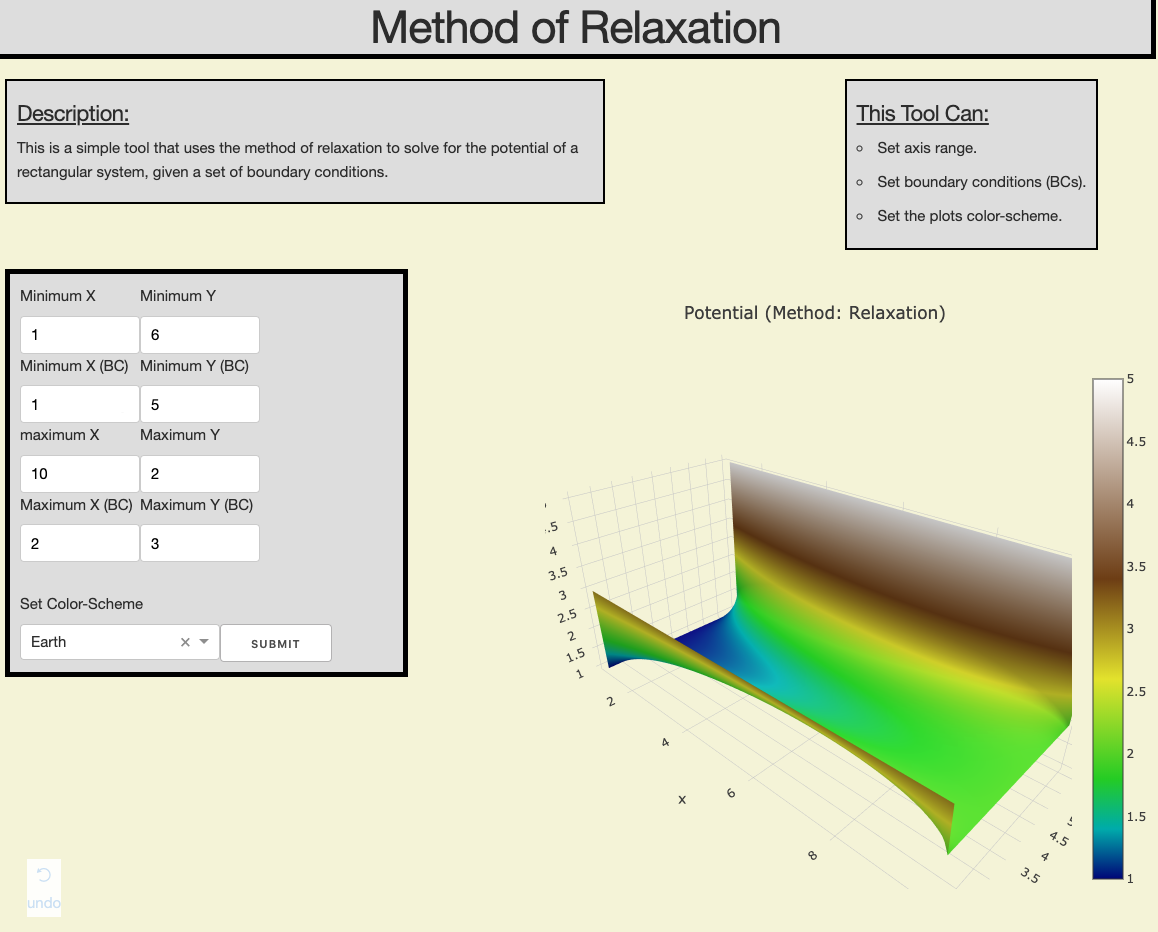 Method of Relaxation
Description:
This is a simple tool that uses the method of relaxation to solve for the potential of a
rectangular system, given a set of boundary conditions.
This Tool Can:
Set axis range.
Set boundary conditions (BCs).
Set the plots color-scheme.
Minimum X Minimum Y
1 6
Minimum X (BC) Minimum Y (BC)
1 5
maximum X Maximum Y
10 2
Maximum X (BC) Maximum Y (BC)
2 3
Set Color-Scheme
Earth × SUBMIT
undo
Potential (Method: Relaxation)
.5
4
3.5
3
2.5
2
1.5
1
2
4
x
6
8
3.5
4
4.5
5
4.5
4
3.5
3
2.5
2
1.5
1